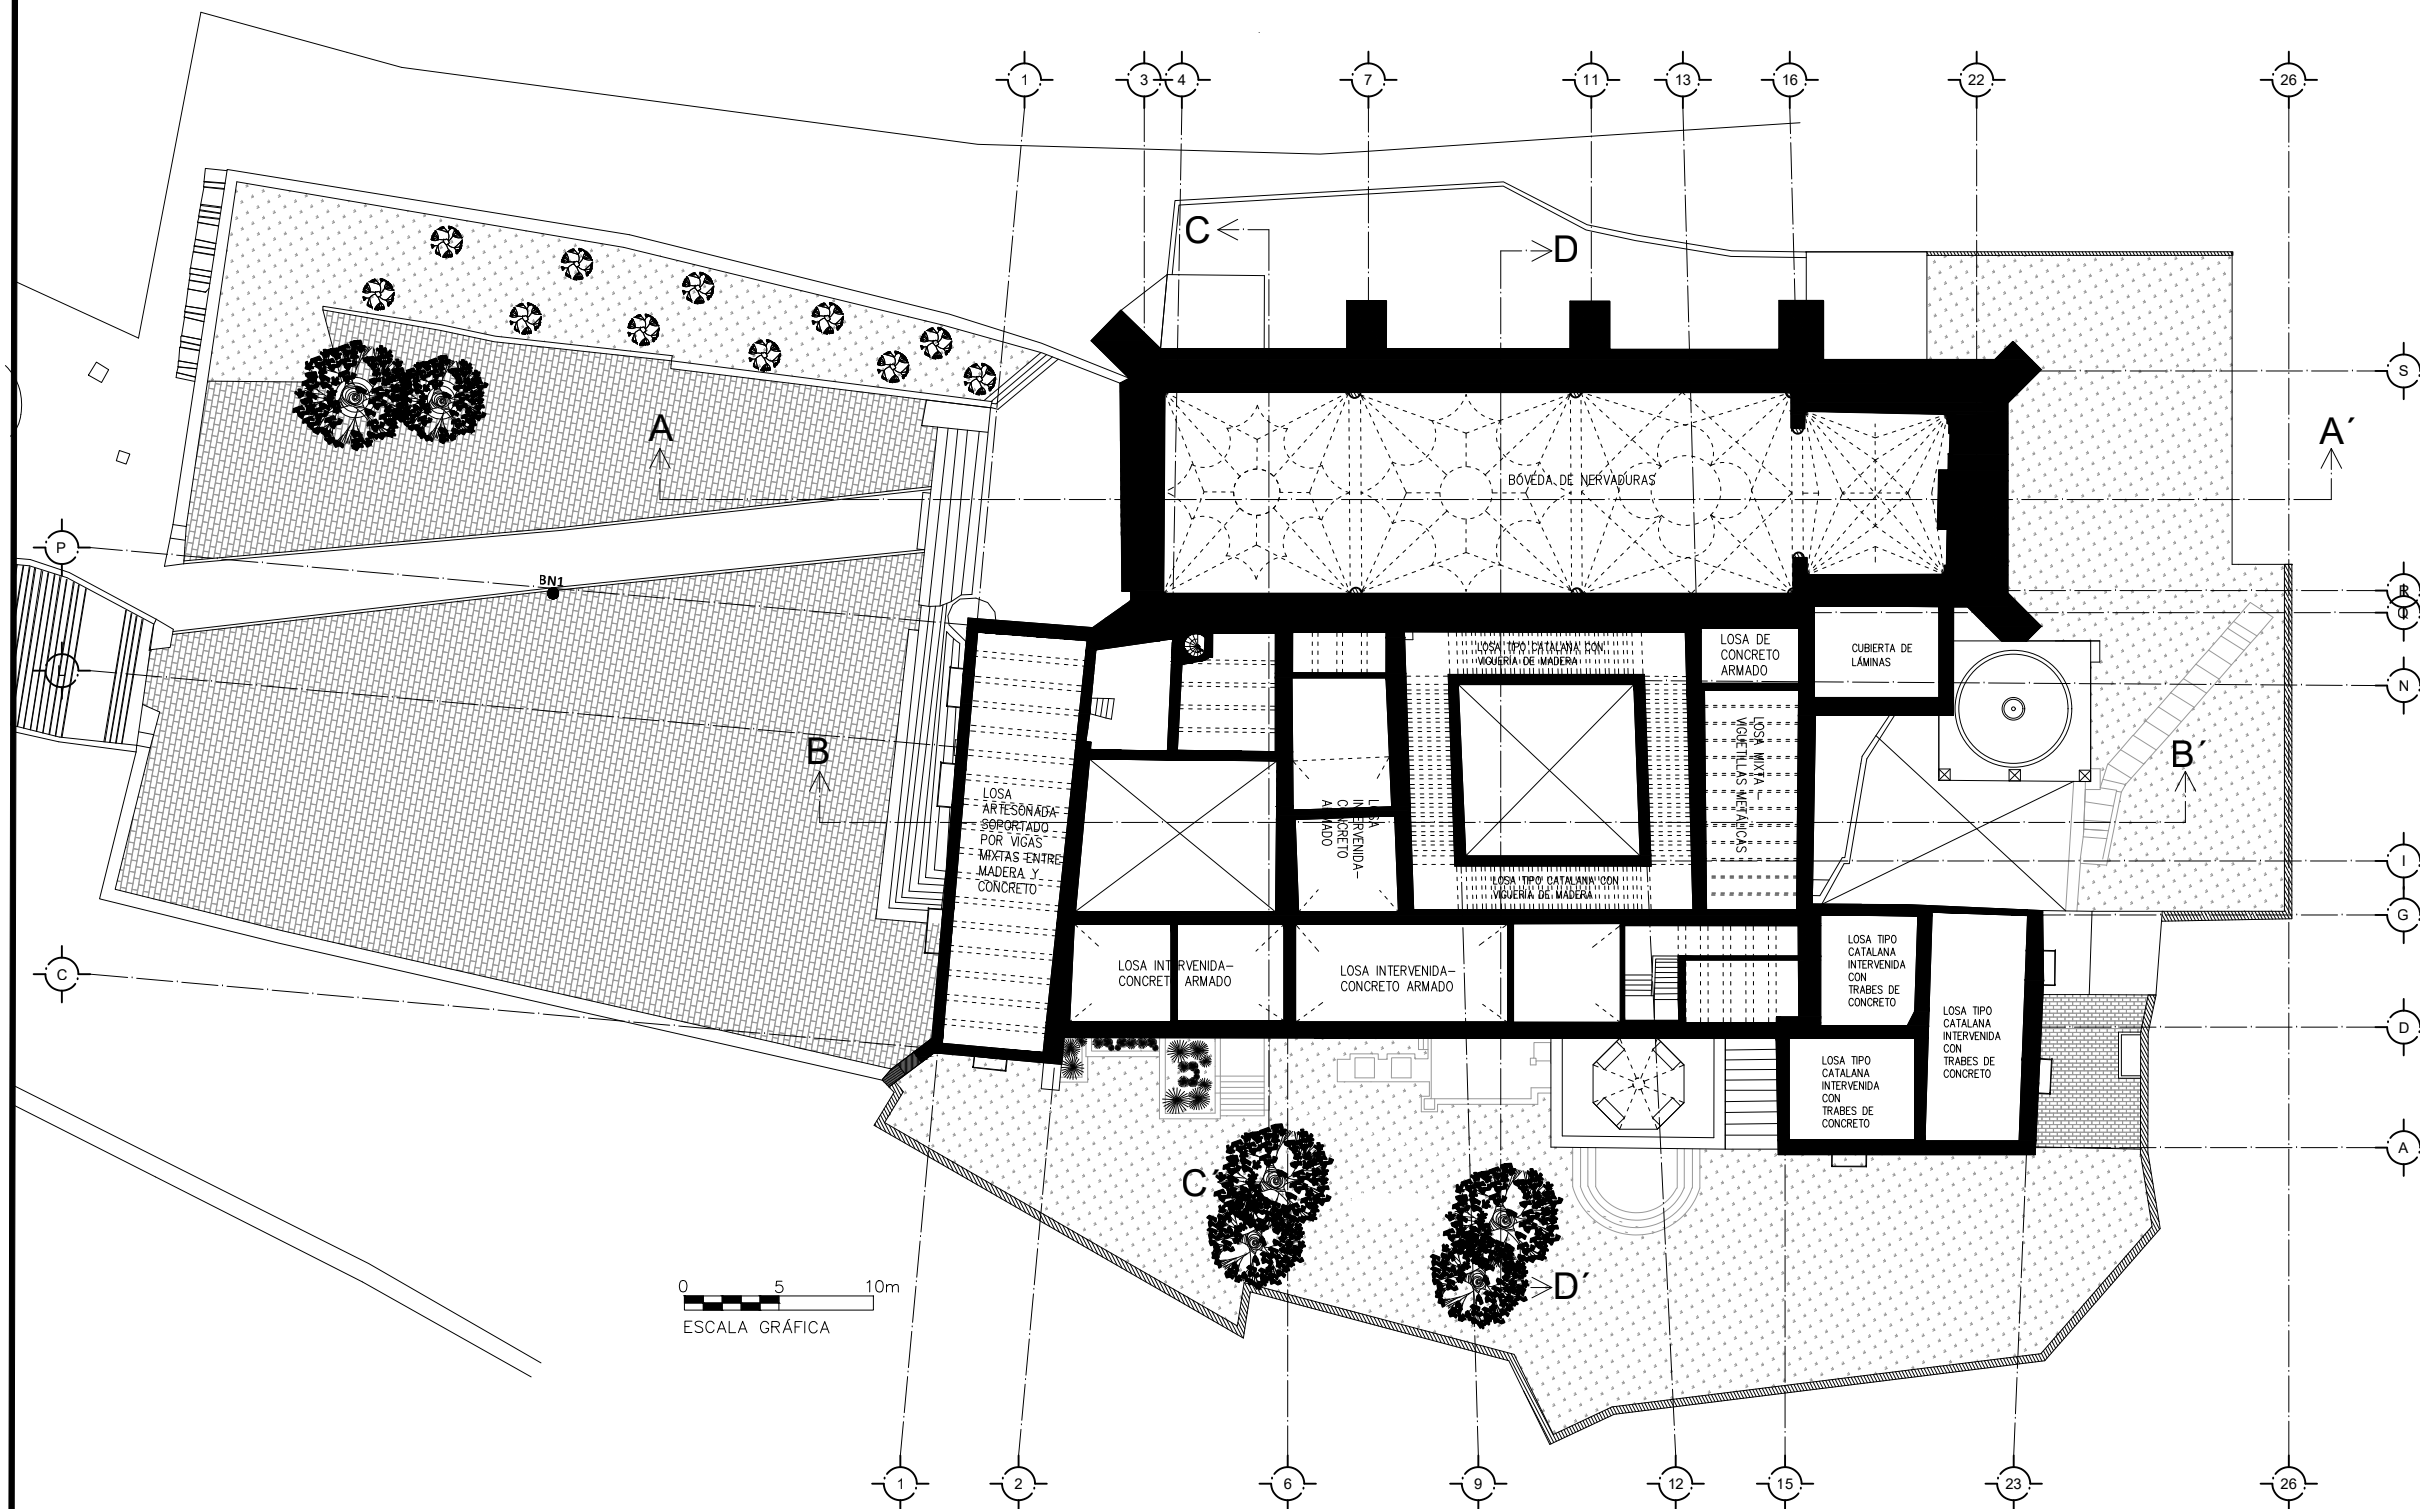 1
3
4
7
11
13
16
22
26
C
D
S
A
A´
BÓVEDA DE NERVADURAS
P
BN1
R
Q
LOSA TIPO CATALANA CON
VIGUERÍA DE MADERA
LOSA DE
CONCRETO
ARMADO
CUBIERTA DE
LÁMINAS
L
N
B
B´
LOSA MIXTA–
VIGUETILLAS METÁLICAS
LOSA
ARTESONADA
SOPORTADO
POR VIGAS
MIXTAS ENTRE
MADERA Y
CONCRETO
LOSA
INTERVENIDA–
CONCRETO
ARMADO
I
LOSA TIPO CATALANA CON
VIGUERÍA DE MADERA
G
LOSA INTERVENIDA–
CONCRETO ARMADO
LOSA INTERVENIDA–
CONCRETO ARMADO
LOSA TIPO
CATALANA
INTERVENIDA
CON
TRABES DE
CONCRETO
C
LOSA TIPO
CATALANA
INTERVENIDA
CON
TRABES DE
CONCRETO
D
LOSA TIPO
CATALANA
INTERVENIDA
CON
TRABES DE
CONCRETO
A
C´
D´
0 5 10m
ESCALA GRÁFICA
1
2
6
9
12
15
23
26